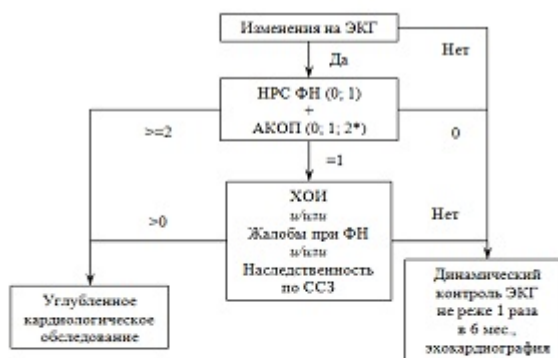 Изменения на ЭКГ
Нет
Да
НРС ФН (0; 1)
+
АКОП (0; 1; 2*)
>=2
0
=1
ХОИ
и/или
Жалобы при ФН
и/или
Наследственность
по ССЗ
>0
Нет
Углубленное
кардиологическое
обследование
Динамический
контроль ЭКГ
не реже 1 раза
в 6 мес.,
эхокардиография